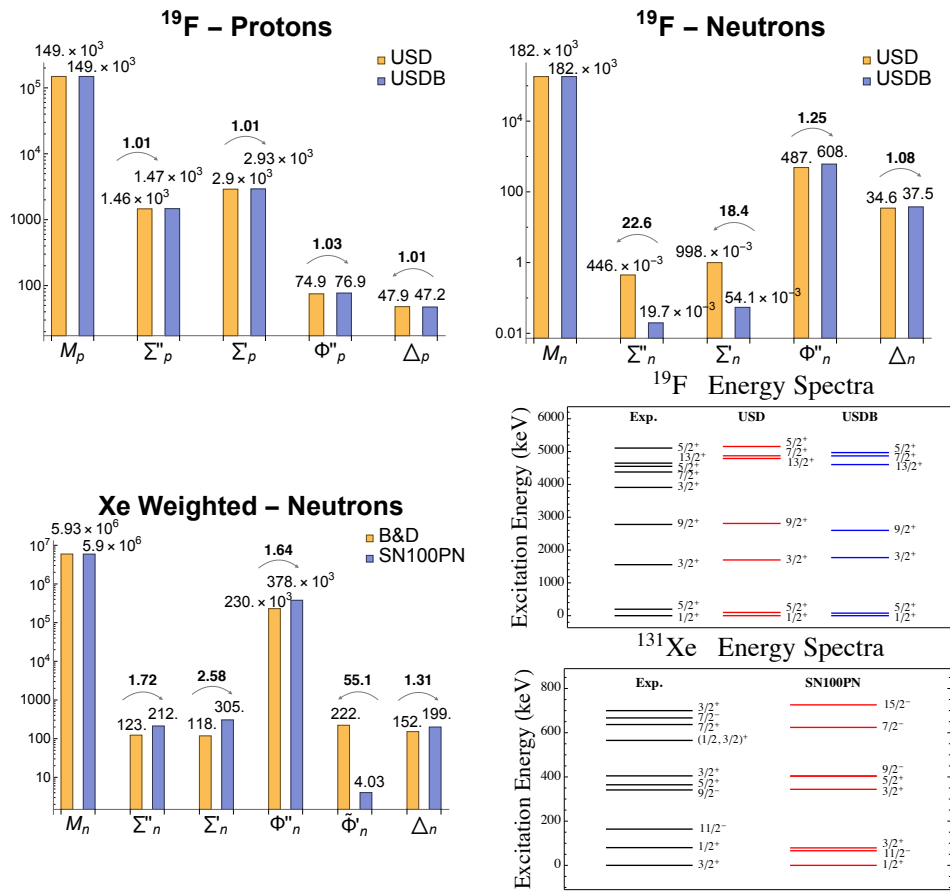 ¹⁹F – Protons
149. × 10³
149. × 10³
USD
USDB
10⁵
10⁴
1000
100
1.01
1.46 × 10³
1.47 × 10³
1.01
2.9 × 10³
2.93 × 10³
1.03
74.9
76.9
1.01
47.9
47.2
Mₚ
Σ''ₚ
Σ'ₚ
Φ''ₚ
Δₚ
¹⁹F – Neutrons
182. × 10³
182. × 10³
USD
USDB
10⁴
100
1
0.01
22.6
446. × 10⁻³
19.7 × 10⁻³
18.4
998. × 10⁻³
54.1 × 10⁻³
1.25
487.
608.
1.08
34.6
37.5
Mₙ
Σ''ₙ
Σ'ₙ
Φ''ₙ
Δₙ
¹⁹F Energy Spectra
Excitation Energy (keV)
6000
5000
4000
3000
2000
1000
0
Exp.
5/2⁺
13/2⁺
5/2⁺
7/2⁺
3/2⁺
9/2⁺
3/2⁺
5/2⁺
1/2⁺
USD
5/2⁺
7/2⁺
13/2⁺
9/2⁺
3/2⁺
5/2⁺
1/2⁺
USDB
5/2⁺
7/2⁺
13/2⁺
9/2⁺
3/2⁺
5/2⁺
1/2⁺
Xe Weighted – Neutrons
5.93 × 10⁶
5.9 × 10⁶
B&D
SN100PN
10⁷
10⁶
10⁵
10⁴
1000
100
10
1.72
123.
212.
2.58
118.
305.
1.64
230. × 10³
378. × 10³
55.1
222.
4.03
1.31
152.
199.
Mₙ
Σ''ₙ
Σ'ₙ
Φ''ₙ
Φ̃'ₙ
Δₙ
¹³¹Xe Energy Spectra
Excitation Energy (keV)
800
600
400
200
0
Exp.
3/2⁺
7/2⁻
7/2⁺
(1/2, 3/2)⁺
3/2⁺
5/2⁺
9/2⁻
11/2⁻
1/2⁺
3/2⁺
SN100PN
15/2⁻
7/2⁻
9/2⁻
5/2⁺
3/2⁺
3/2⁺
11/2⁻
1/2⁺